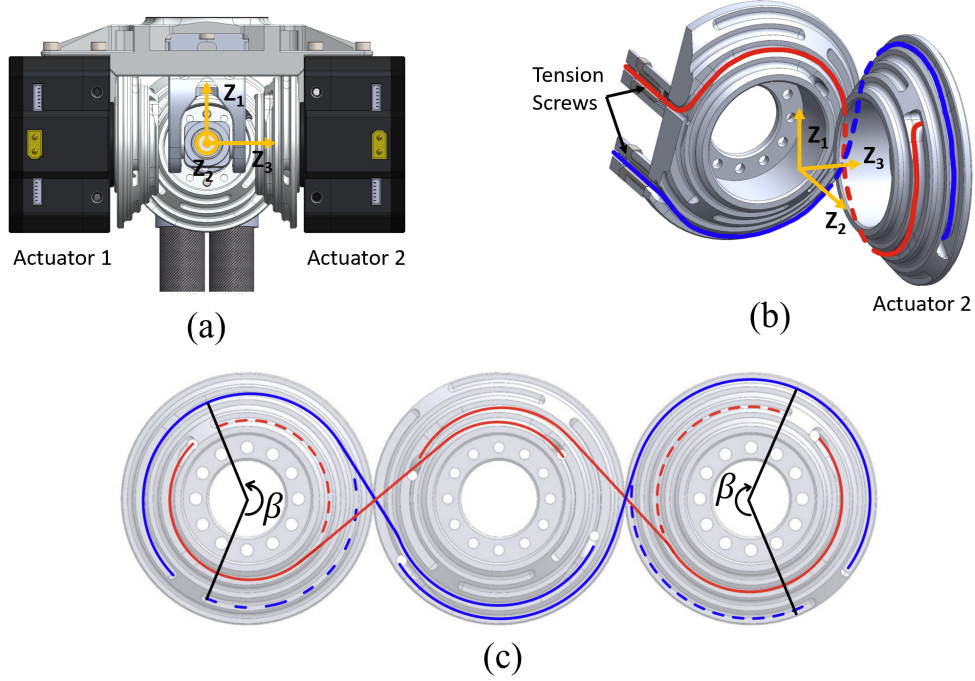 Z1
Z2
Z3
Actuator 1
Actuator 2
(a)
Tension
Screws
Z1
Z3
Z2
Actuator 2
(b)
β
β
(c)